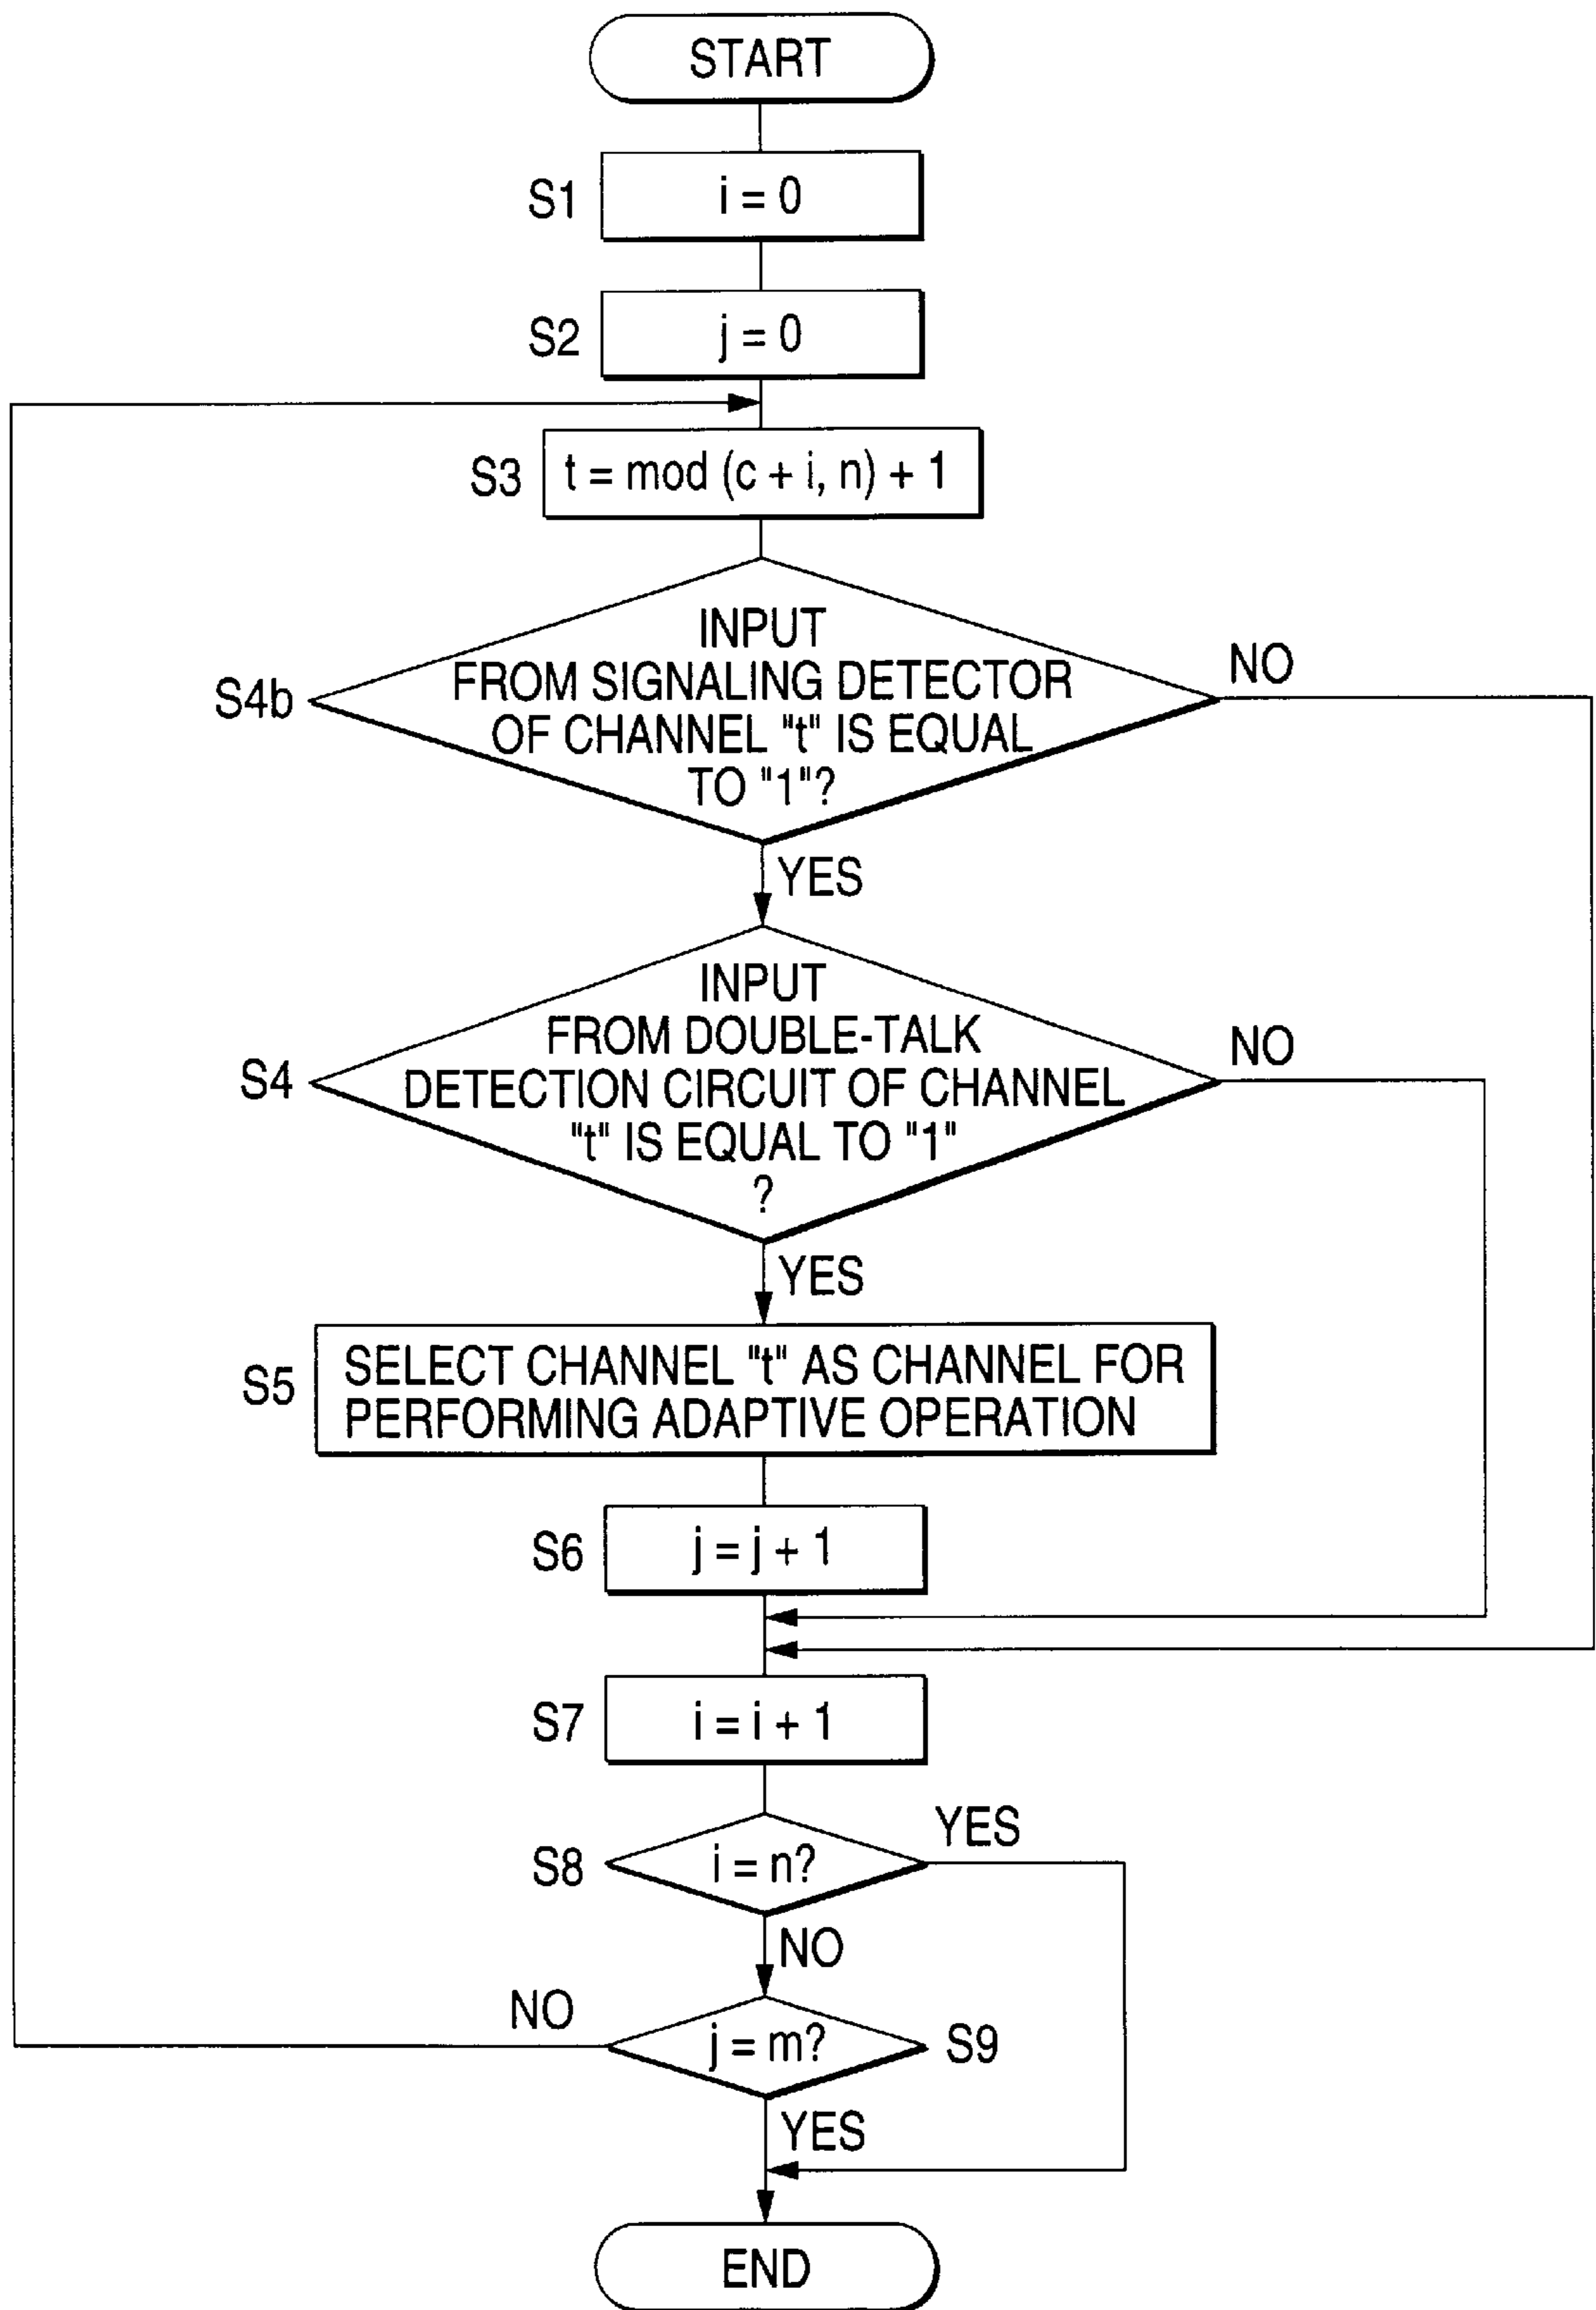 START
S1
i = 0
S2
j = 0
S3
t = mod (c + i, n) + 1
S4b
INPUT
FROM SIGNALING DETECTOR
OF CHANNEL "t" IS EQUAL
TO "1"?
NO
YES
S4
INPUT
FROM DOUBLE-TALK
DETECTION CIRCUIT OF CHANNEL
"t" IS EQUAL TO "1"
?
NO
YES
S5
SELECT CHANNEL "t" AS CHANNEL FOR
PERFORMING ADAPTIVE OPERATION
S6
j = j + 1
S7
i = i + 1
S8
i = n?
YES
NO
NO
j = m?
S9
YES
END